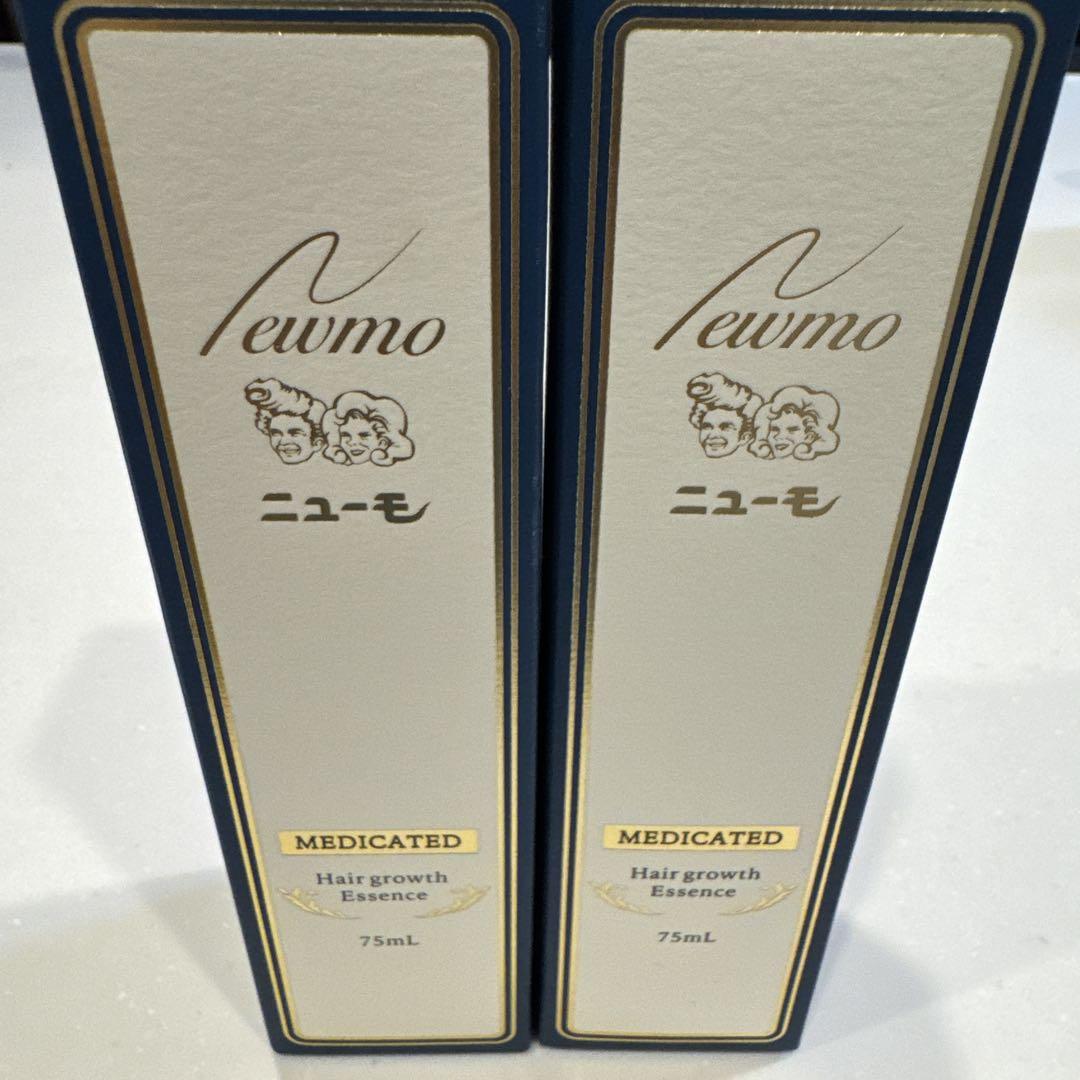 Newmo
ニューモ
MEDICATED
Hair growth
Essence
75mL
Newmo
ニューモ
MEDICATED
Hair growth
Essence
75mL